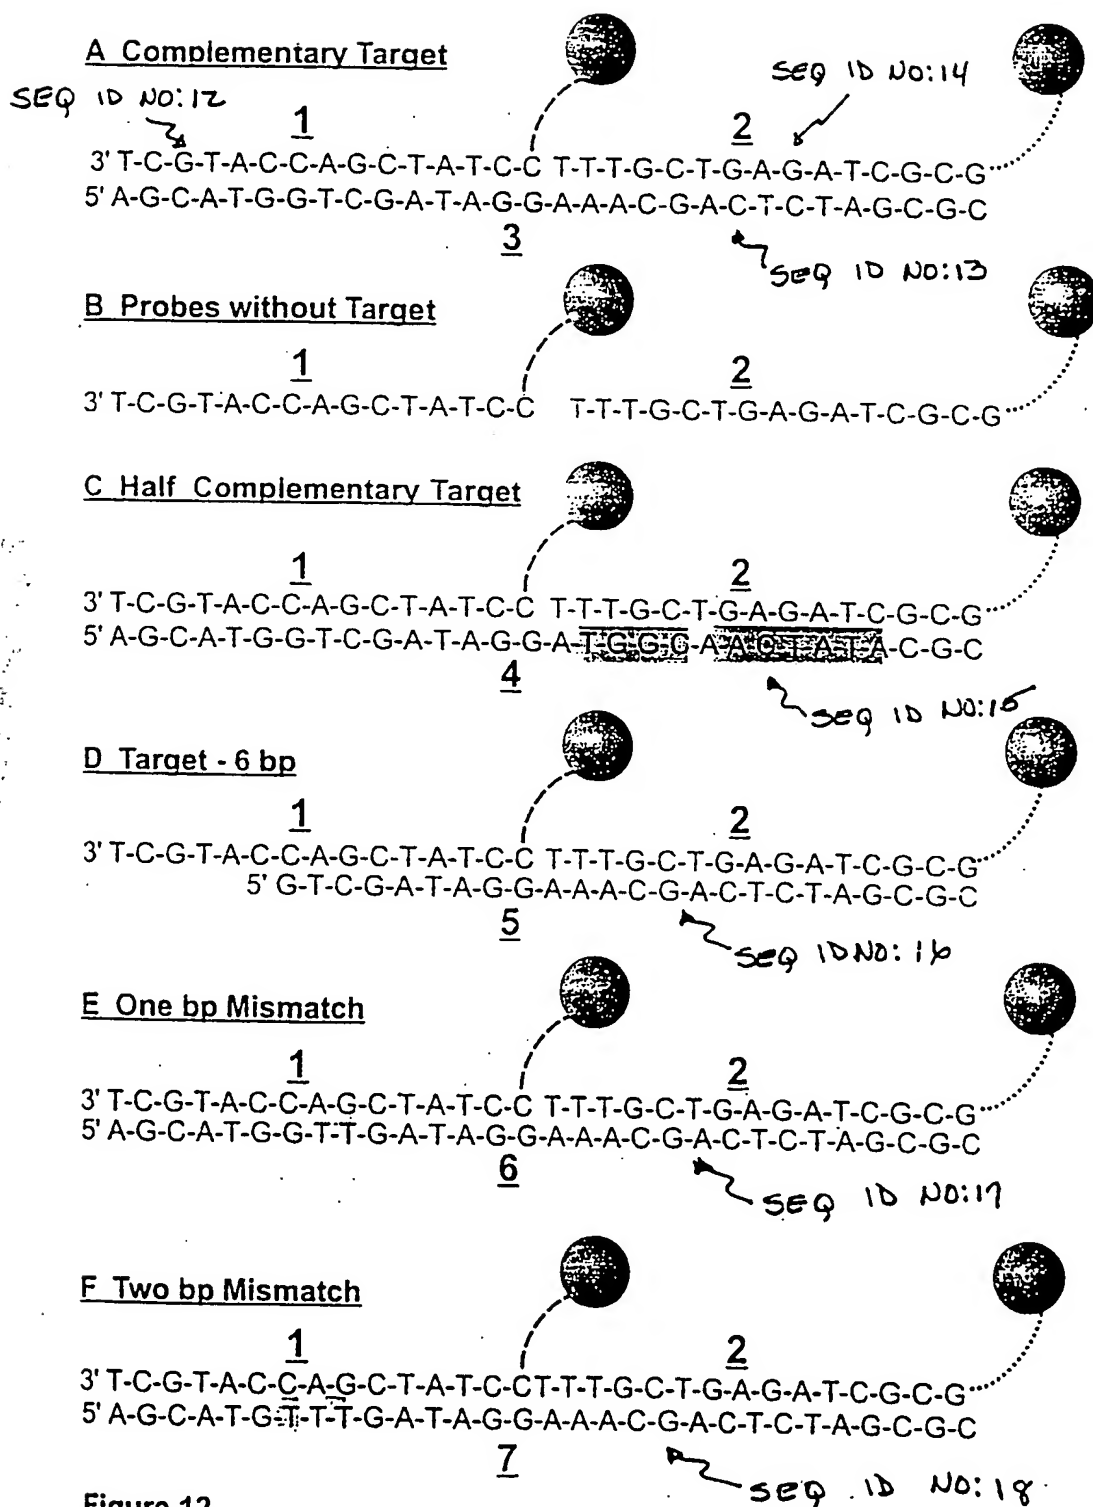 A Complementary Target
SEQ ID NO:12
SEQ ID NO:14
1
2
3' T-C-G-T-A-C-C-A-G-C-T-A-T-C-C T-T-T-G-C-T-G-A-G-A-T-C-G-C-G
5' A-G-C-A-T-G-G-T-C-G-A-T-A-G-G-A-A-A-C-G-A-C-T-C-T-A-G-C-G-C
3
SEQ ID NO:13
B Probes without Target
1
2
3' T-C-G-T-A-C-C-A-G-C-T-A-T-C-C T-T-T-G-C-T-G-A-G-A-T-C-G-C-G
C Half Complementary Target
1
2
3' T-C-G-T-A-C-C-A-G-C-T-A-T-C-C T-T-T-G-C-T-G-A-G-A-T-C-G-C-G
5' A-G-C-A-T-G-G-T-C-G-A-T-A-G-G-A-T-G-G-C-A-A-C-T-A-T-A-C-G-C
4
SEQ ID NO:15
D Target - 6 bp
1
2
3' T-C-G-T-A-C-C-A-G-C-T-A-T-C-C T-T-T-G-C-T-G-A-G-A-T-C-G-C-G
5' G-T-C-G-A-T-A-G-G-A-A-A-C-G-A-C-T-C-T-A-G-C-G-C
5
SEQ ID NO:16
E One bp Mismatch
1
2
3' T-C-G-T-A-C-C-A-G-C-T-A-T-C-C T-T-T-G-C-T-G-A-G-A-T-C-G-C-G
5' A-G-C-A-T-G-G-T-T-G-A-T-A-G-G-A-A-A-C-G-A-C-T-C-T-A-G-C-G-C
6
SEQ ID NO:17
F Two bp Mismatch
1
2
3' T-C-G-T-A-C-C-A-G-C-T-A-T-C-C-T-T-T-G-C-T-G-A-G-A-T-C-G-C-G
5' A-G-C-A-T-G-T-T-T-G-A-T-A-G-G-A-A-A-C-G-A-C-T-C-T-A-G-C-G-C
7
SEQ ID NO:18
Figure 12